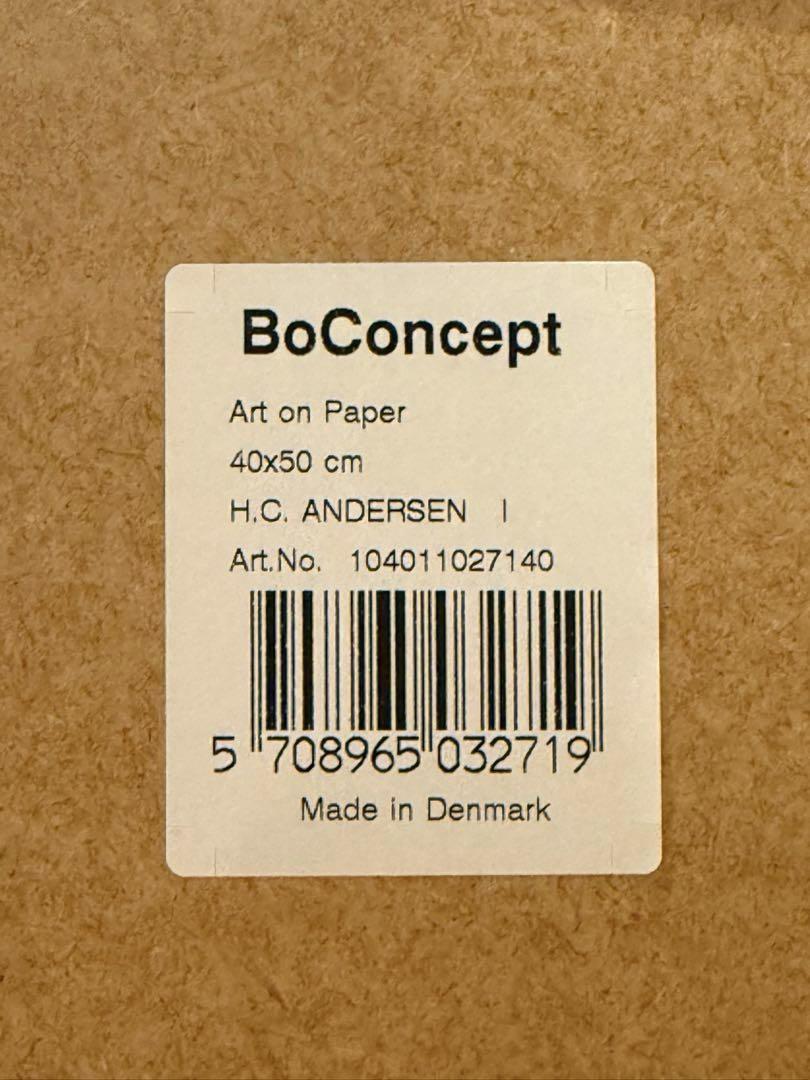 BoConcept
Art on Paper
40x50 cm
H.C. ANDERSEN I
Art.No. 104011027140
5 708965 032719
Made in Denmark